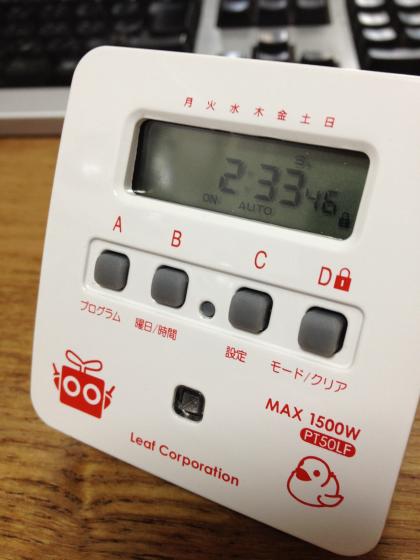 月 火 水 木 金 土 日
2:33 46
ON AUTO
A B C D
プログラム 曜日/時間 設定 モード/クリア
MAX 1500W
PT50LF
Leaf Corporation